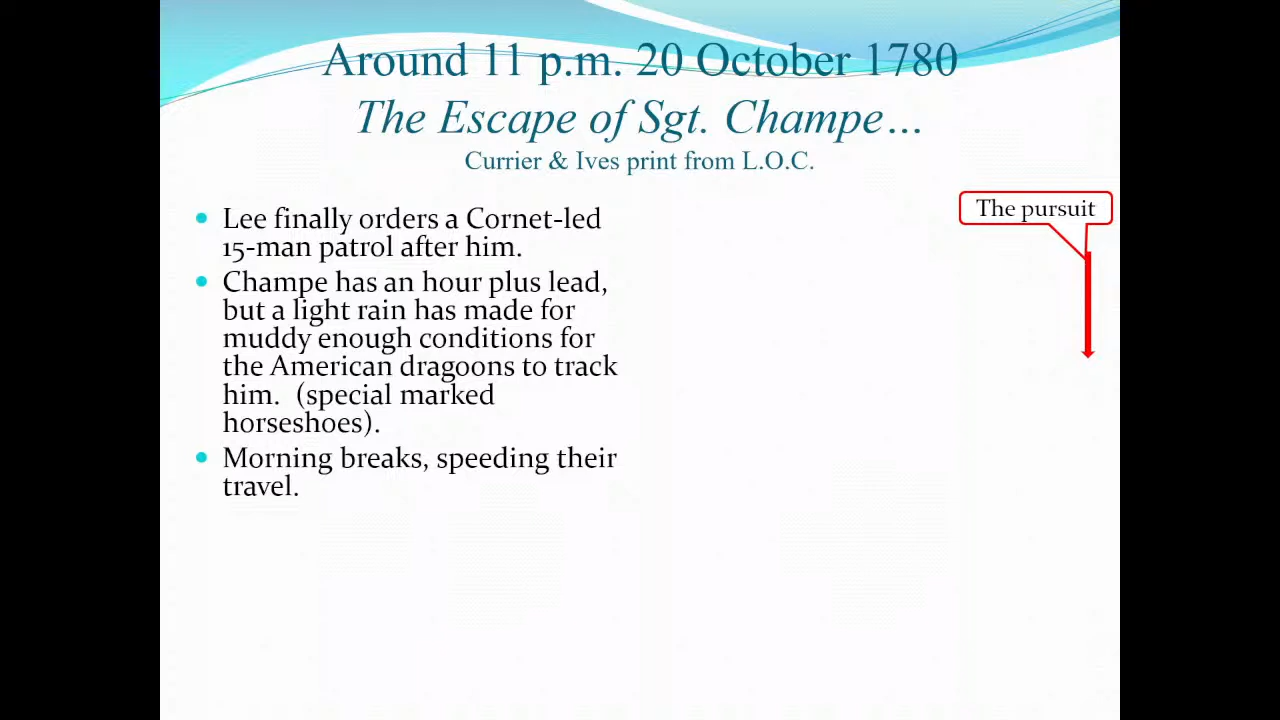 Around 11 p.m. 20 October 1780
The Escape of Sgt. Champe…
Currier & Ives print from L.O.C.
• Lee finally orders a Cornet-led
15-man patrol after him.
• Champe has an hour plus lead,
but a light rain has made for
muddy enough conditions for
the American dragoons to track
him.  (special marked
horseshoes).
• Morning breaks, speeding their
travel.
The pursuit